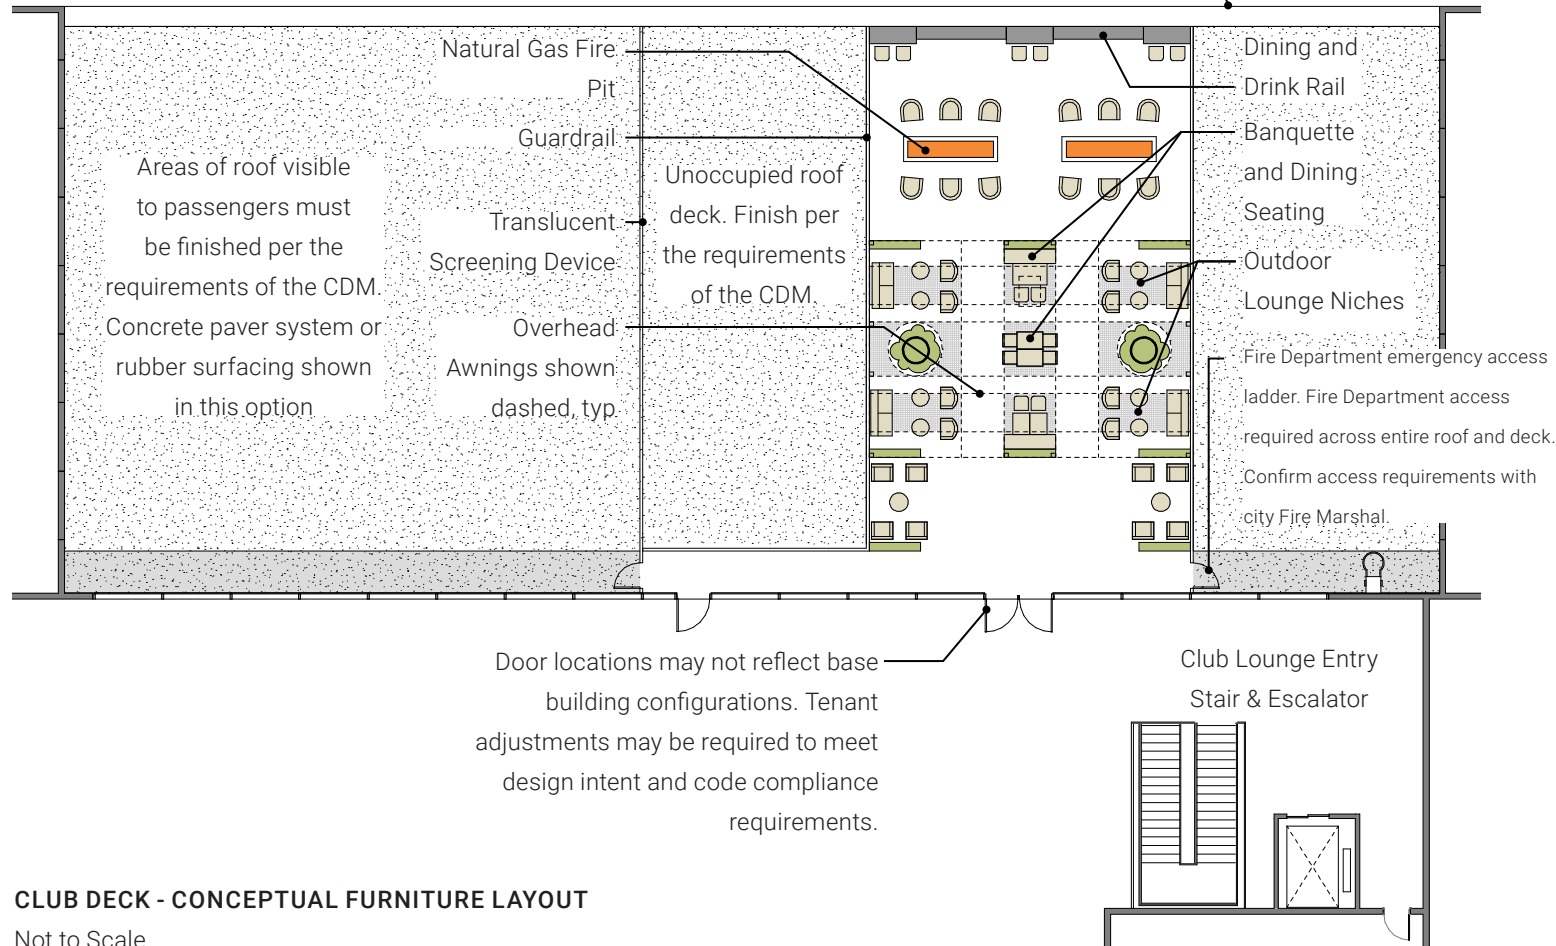 Natural Gas Fire
Pit
Guardrail
Areas of roof visible
to passengers must
be finished per the
requirements of the CDM.
Concrete paver system or
rubber surfacing shown
in this option
Translucent
Screening Device
Overhead
Awnings shown
dashed, typ
Unoccupied roof
deck. Finish per
the requirements
of the CDM.
Dining and
Drink Rail
Banquette
and Dining
Seating
Outdoor
Lounge Niches
Fire Department emergency access
ladder. Fire Department access
required across entire roof and deck.
Confirm access requirements with
city Fire Marshal.
Door locations may not reflect base
building configurations. Tenant
adjustments may be required to meet
design intent and code compliance
requirements.
Club Lounge Entry
Stair & Escalator
CLUB DECK - CONCEPTUAL FURNITURE LAYOUT
Not to Scale